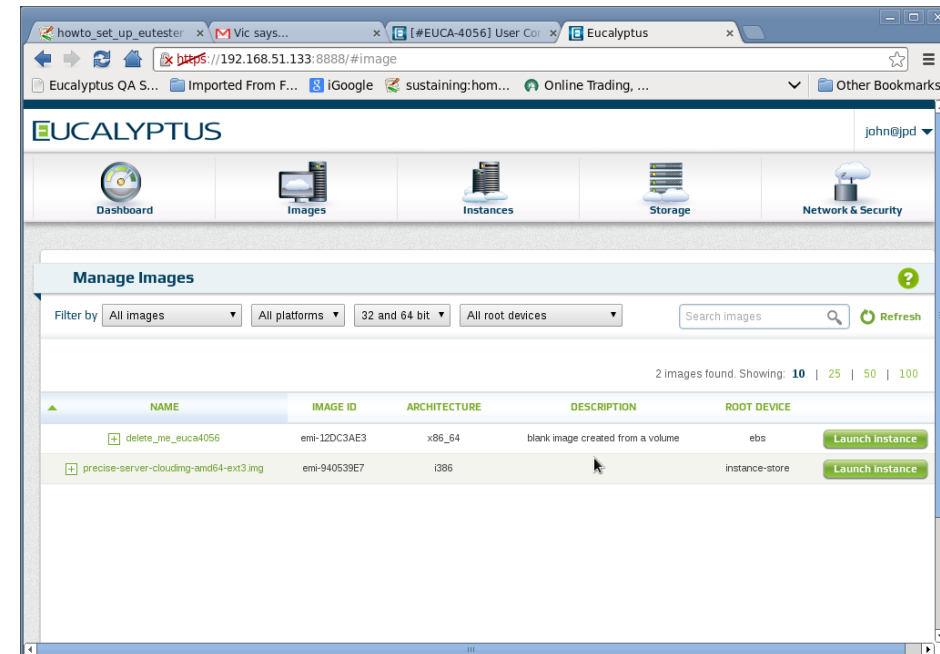 howto_set_up_eutester
Vic says...
[#EUCA-4056] User Cor
Eucalyptus
https://192.168.51.133:8888/#image
Eucalyptus QA S...
Imported From F...
iGoogle
sustaining:hom...
Online Trading, ...
Other Bookmarks
EUCALYPTUS
john@jpd
Dashboard
Images
Instances
Storage
Network & Security
Manage Images
Filter by All images All platforms 32 and 64 bit All root devices Search images Refresh
2 images found. Showing: 10 | 25 | 50 | 100
NAME IMAGE ID ARCHITECTURE DESCRIPTION ROOT DEVICE
delete_me_euca4056 emi-12DC3AE3 x86_64 blank image created from a volume ebs Launch instance
precise-server-cloudimg-amd64-ext3.img emi-940539E7 i386 instance-store Launch instance